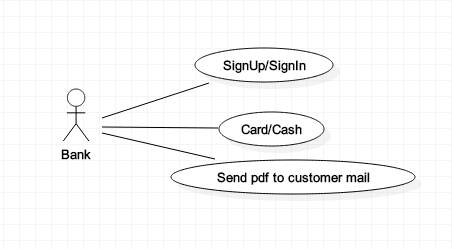 SignUp/SignIn
Card/Cash
Bank
Send pdf to customer mail